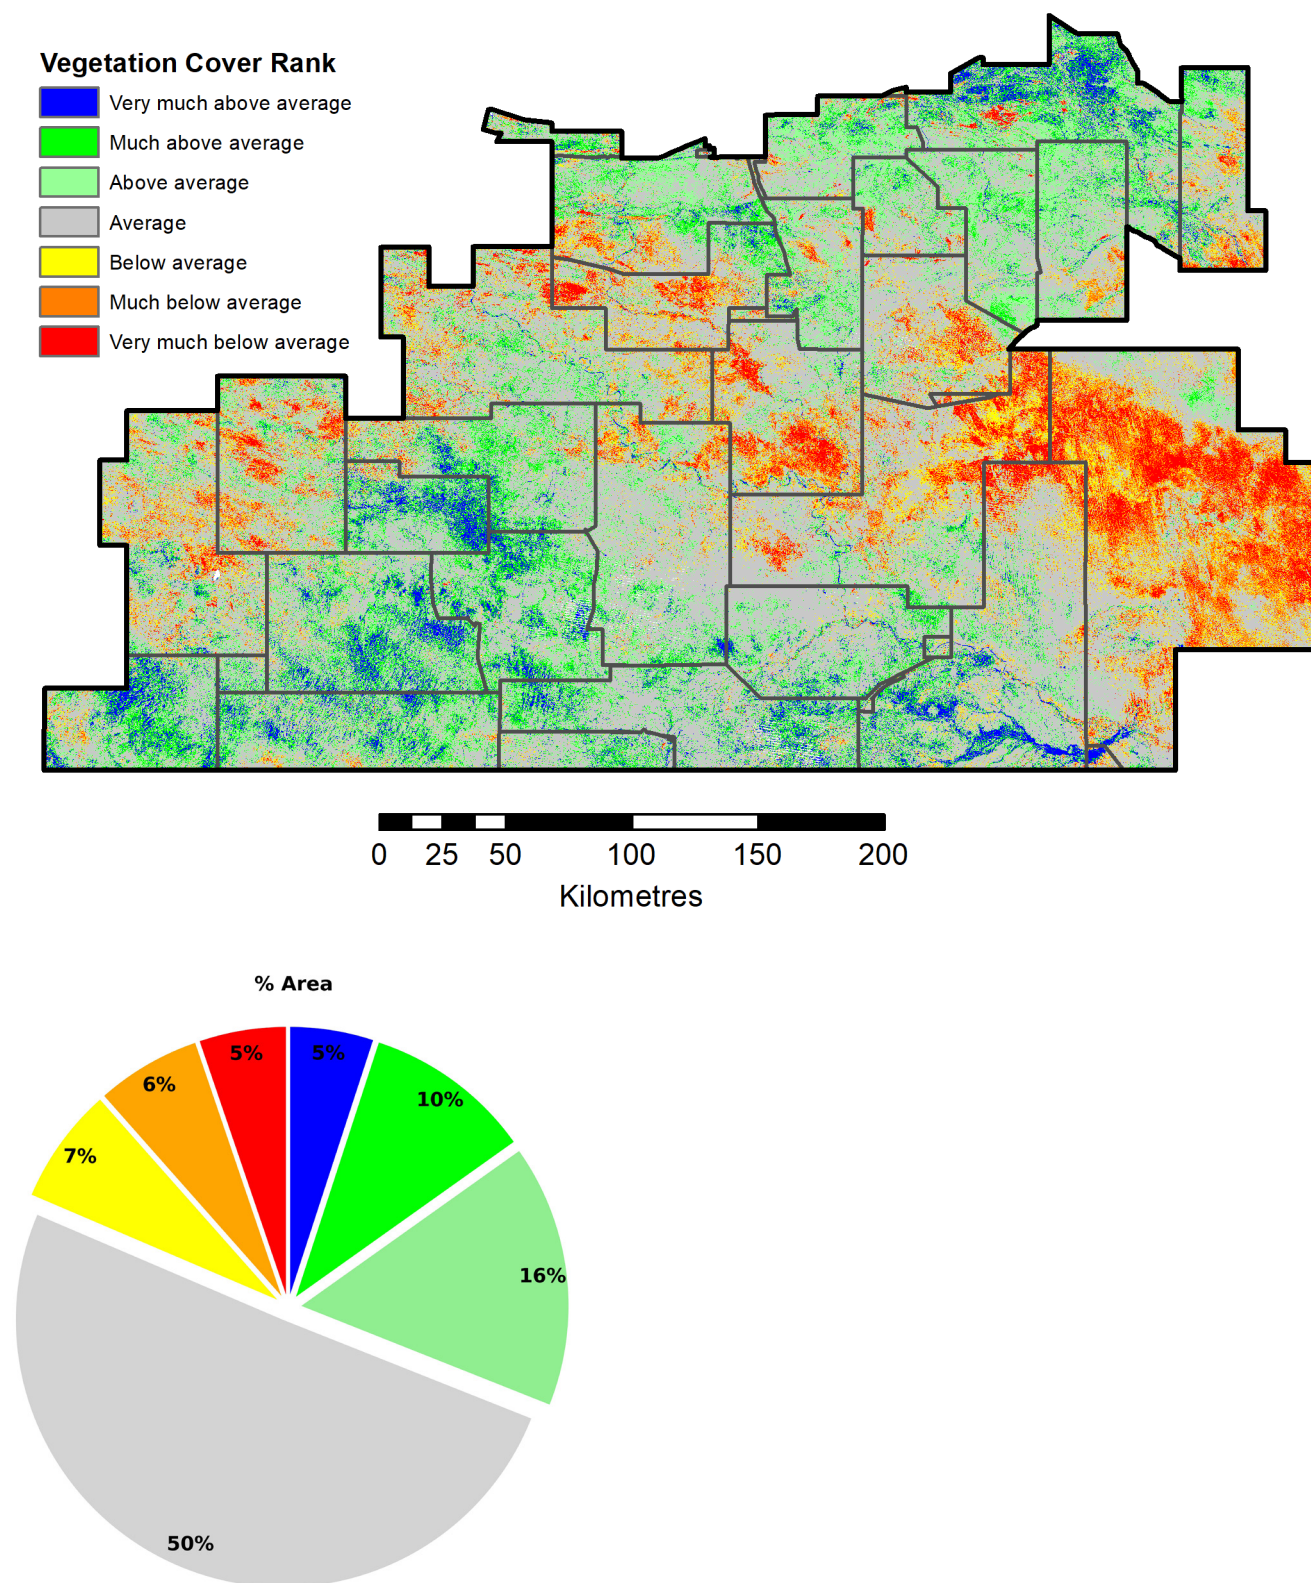 Vegetation Cover Rank
Very much above average
Much above average
Above average
Average
Below average
Much below average
Very much below average
0 25 50 100 150 200
Kilometres
% Area
5% 5%
6% 10%
7%
16%
50%